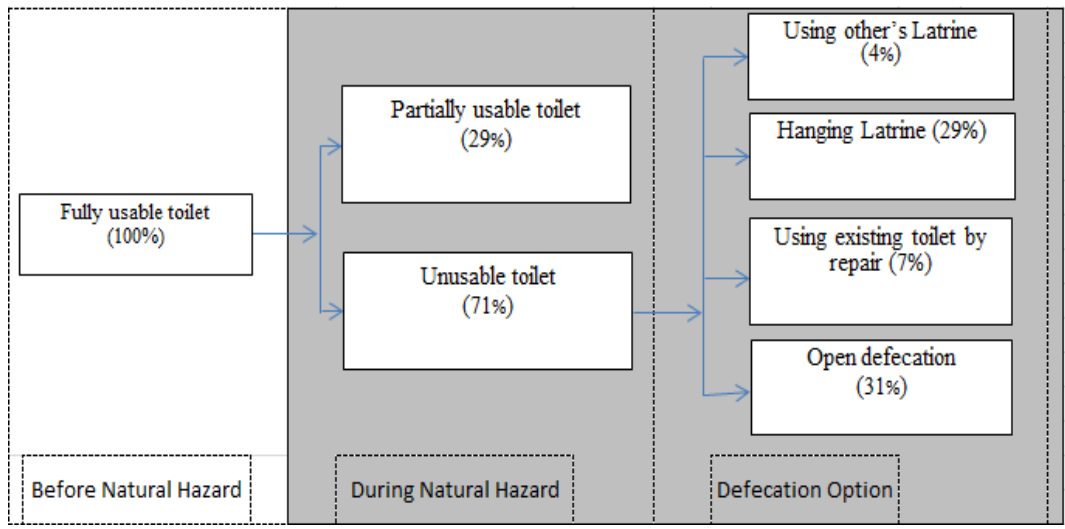 Fully usable toilet
(100%)
Partially usable toilet
(29%)
Unusable toilet
(71%)
Using other’s Latrine
(4%)
Hanging Latrine (29%)
Using existing toilet by
repair (7%)
Open defecation
(31%)
Before Natural Hazard
During Natural Hazard
Defecation Option